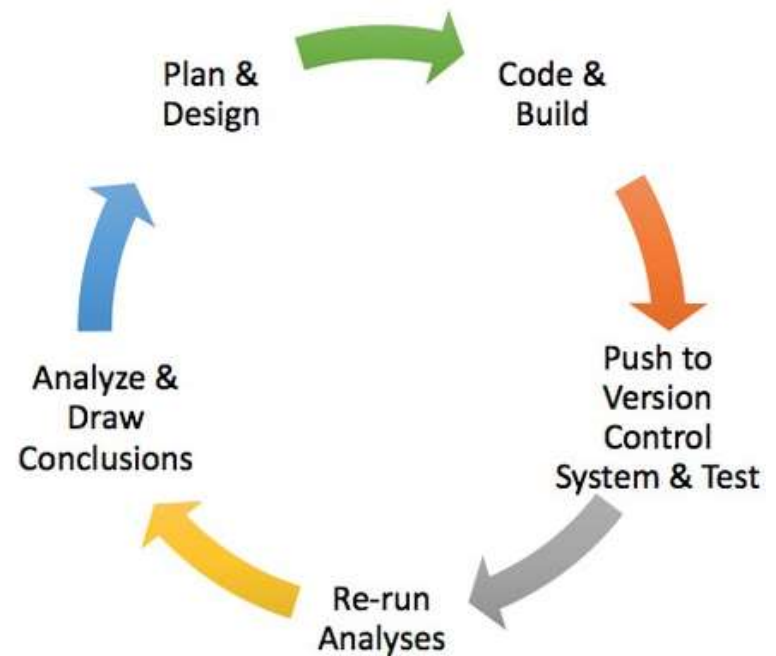 Plan &
Design
Code &
Build
Push to
Version
Control
System & Test
Re-run
Analyses
Analyze &
Draw
Conclusions